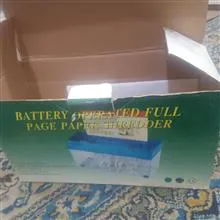 BATTERY OPERATED FULL
PAGE PAPER SHREDDER